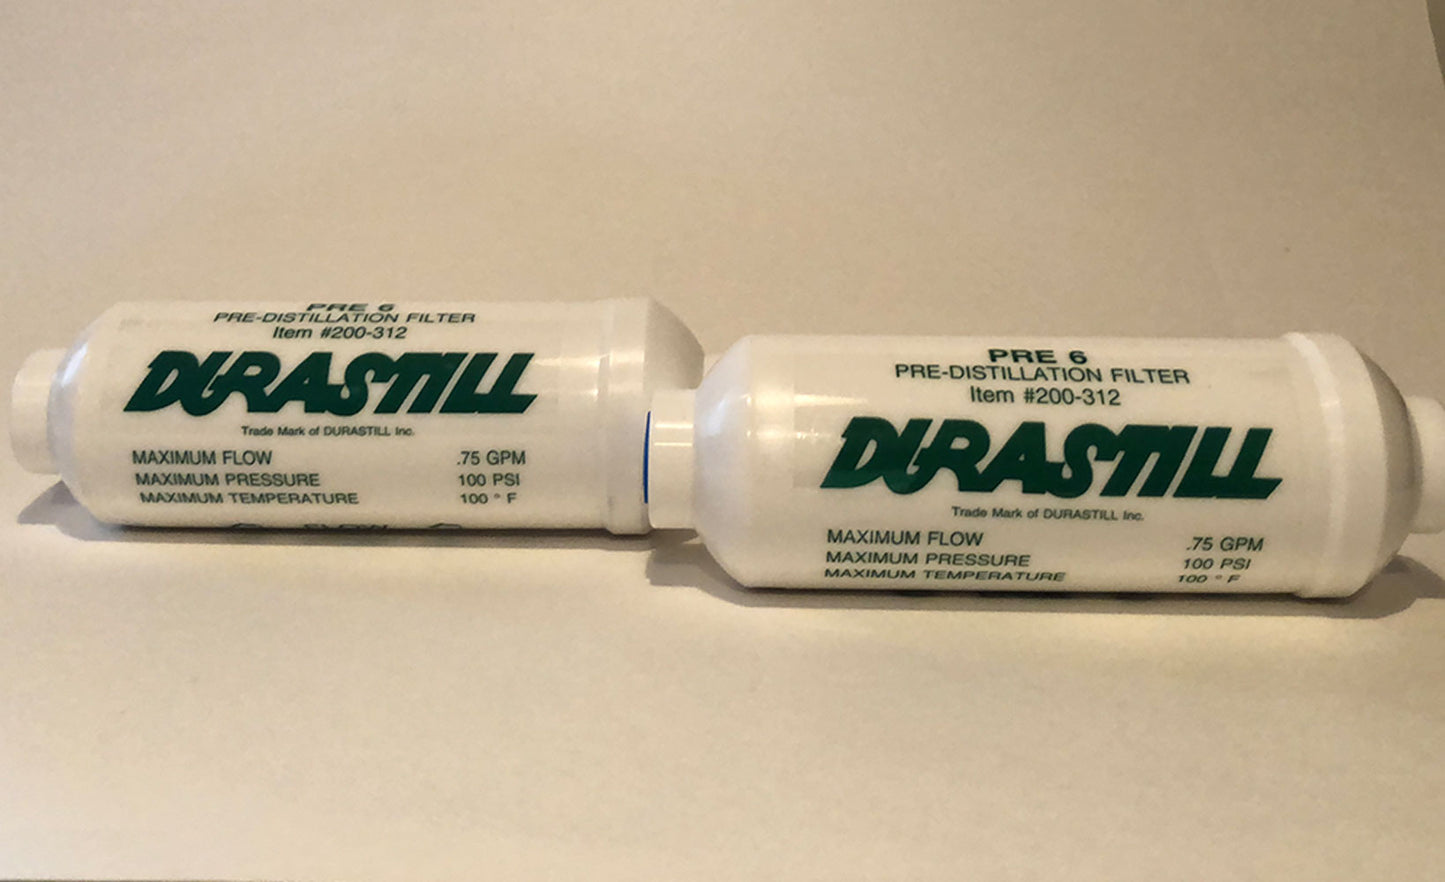 PRE 6
PRE-DISTILLATION FILTER
Item #200-312
DURASTILL
Trade Mark of DURASTILL Inc.
MAXIMUM FLOW .75 GPM
MAXIMUM PRESSURE 100 PSI
MAXIMUM TEMPERATURE 100 ° F
FLOW
PRE 6
PRE-DISTILLATION FILTER
Item #200-312
DURASTILL
Trade Mark of DURASTILL Inc.
MAXIMUM FLOW .75 GPM
MAXIMUM PRESSURE 100 PSI
MAXIMUM TEMPERATURE 100 ° F